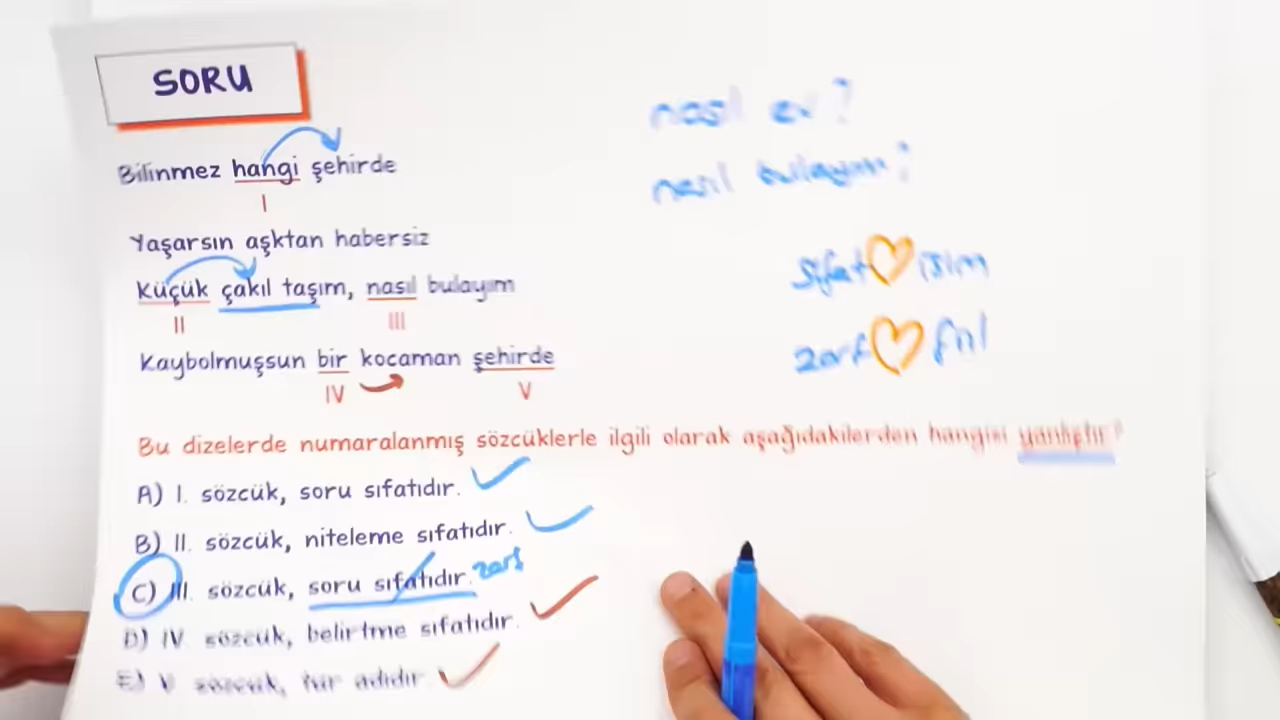 SORU
Bilinmez hangi şehirde
I
Yaşarsın aşktan habersiz
Küçük çakıl taşım, nasıl bulayım
II III
Kaybolmuşsun bir kocaman şehirde
IV V
Bu dizelerde numaralanmış sözcüklerle ilgili olarak aşağıdakilerden hangisi yanlıştır?
A) I. sözcük, soru sıfatıdır.
B) II. sözcük, niteleme sıfatıdır.
C) III. sözcük, soru sıfatıdır. zarf
D) IV. sözcük, belirtme sıfatıdır.
E) V. sözcük, tür adıdır.
nasıl ev?
nasıl bulayım?
sıfat isim
zarf fiil